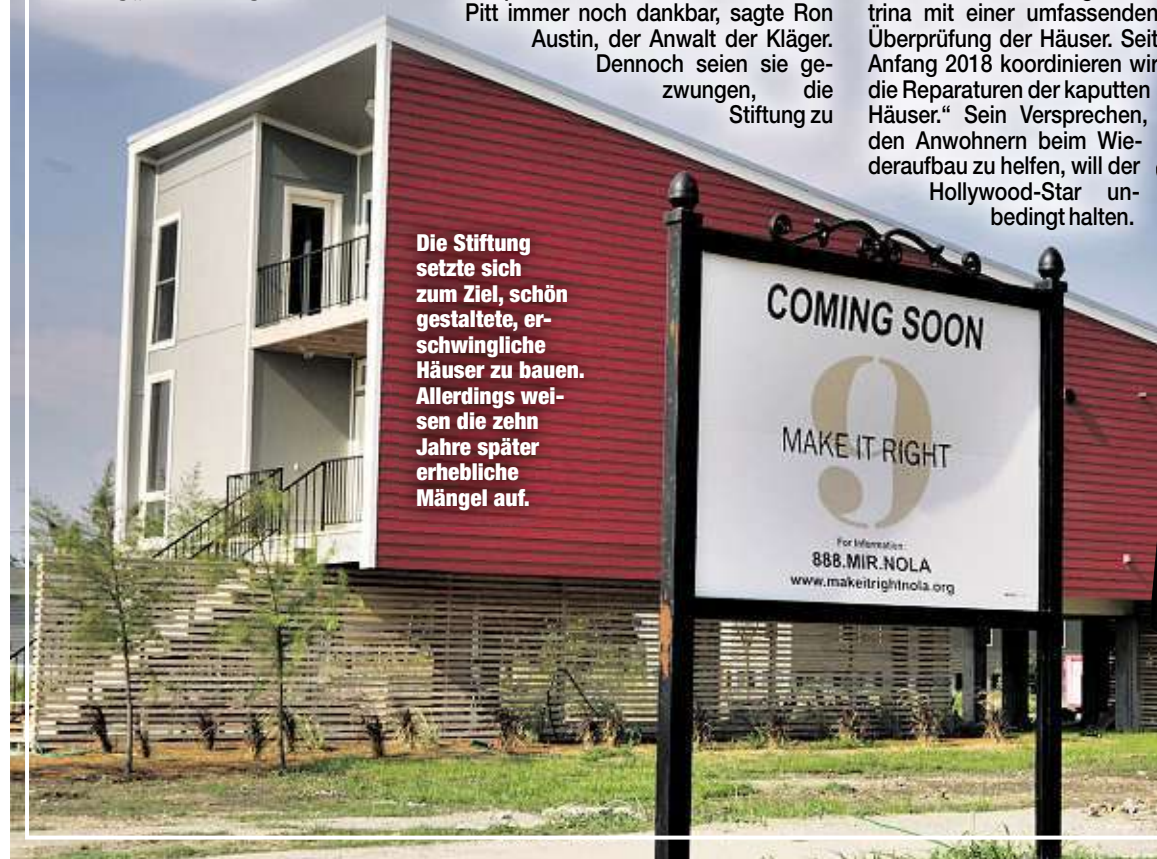 Pitt immer noch dankbar, sagte Ron
Austin, der Anwalt der Kläger.
Dennoch seien sie ge-
zwungen, die
Stiftung zu
trina mit einer umfassenden
Überprüfung der Häuser. Seit
Anfang 2018 koordinieren wir
die Reparaturen der kaputten
Häuser.“ Sein Versprechen,
den Anwohnern beim Wie-
deraufbau zu helfen, will der
Hollywood-Star un-
bedingt halten.
Die Stiftung
setzte sich
zum Ziel, schön
gestaltete, er-
schwingliche
Häuser zu bauen.
Allerdings wei-
sen die zehn
Jahre später
erhebliche
Mängel auf.
COMING SOON
9
MAKE IT RIGHT
For Information:
888.MIR.NOLA
www.makeitrightnola.org